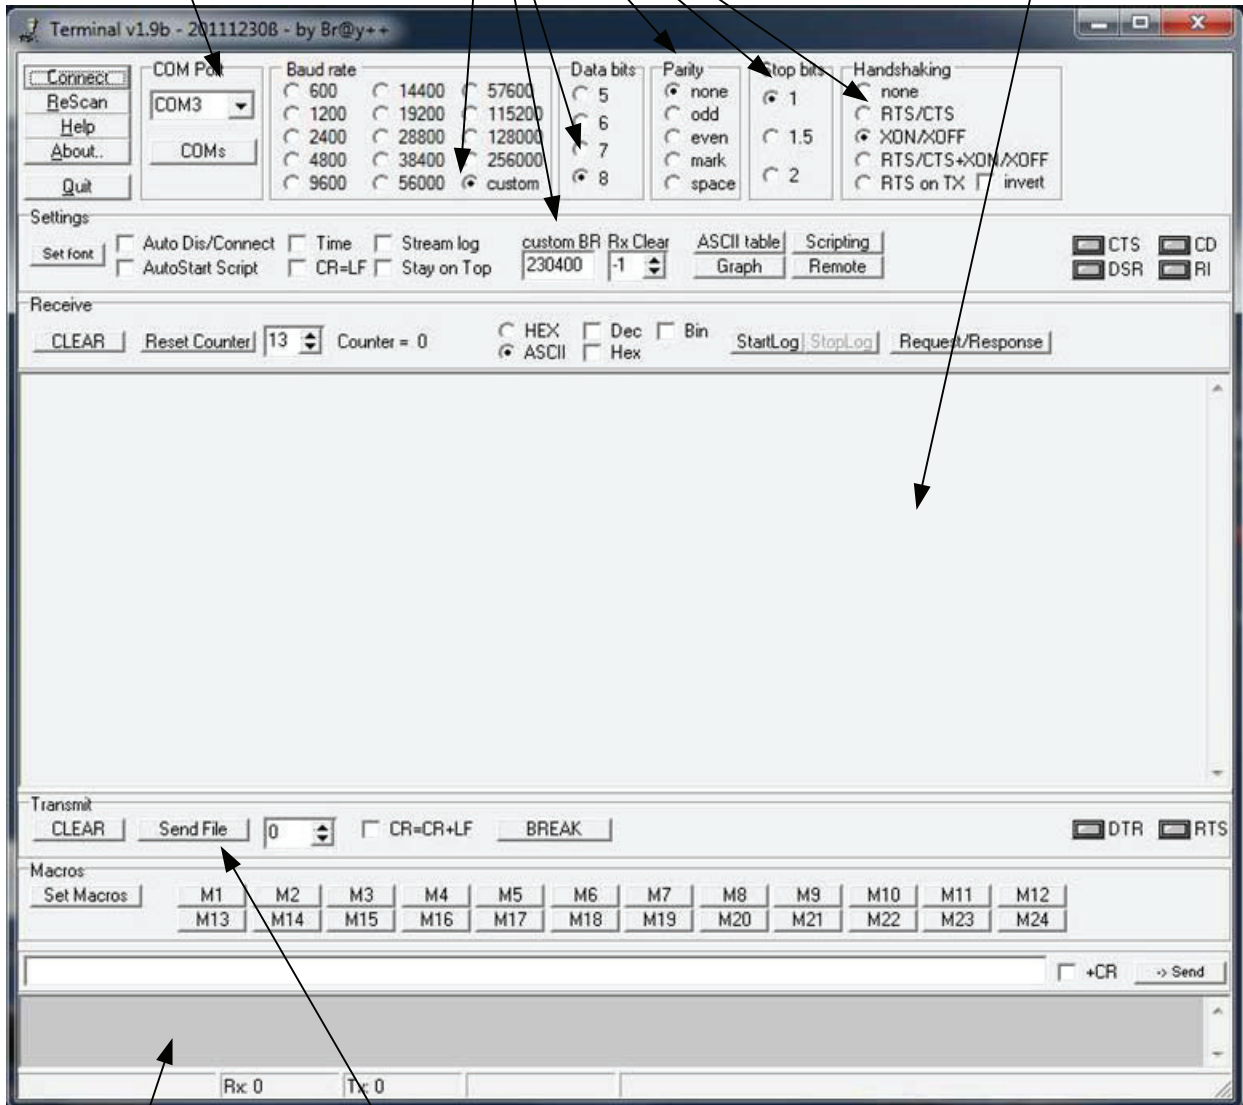 Terminal v1.9b - 20111230ß - by Br@y++
Connect
ReScan
Help
About..
Quit
COM Port
COM3
COMs
Baud rate
600 14400 57600
1200 19200 115200
2400 28800 128000
4800 38400 256000
9600 56000 custom
Data bits
5
6
7
8
Parity
none
odd
even
mark
space
Stop bits
1
1.5
2
Handshaking
none
RTS/CTS
XON/XOFF
RTS/CTS+XON/XOFF
RTS on TX invert
Settings
Set font
Auto Dis/Connect Time Stream log
AutoStart Script CR=LF Stay on Top
custom BR Rx Clear
230400 -1
ASCII table Scripting
Graph Remote
CTS CD
DSR RI
Receive
CLEAR Reset Counter 13 Counter = 0
HEX Dec Bin
ASCII Hex
StartLog StopLog Request/Response
Transmit
CLEAR Send File 0 CR=CR+LF BREAK
DTR RTS
Macros
Set Macros M1 M2 M3 M4 M5 M6 M7 M8 M9 M10 M11 M12
M13 M14 M15 M16 M17 M18 M19 M20 M21 M22 M23 M24
+CR -> Send
Rx: 0 Tx: 0